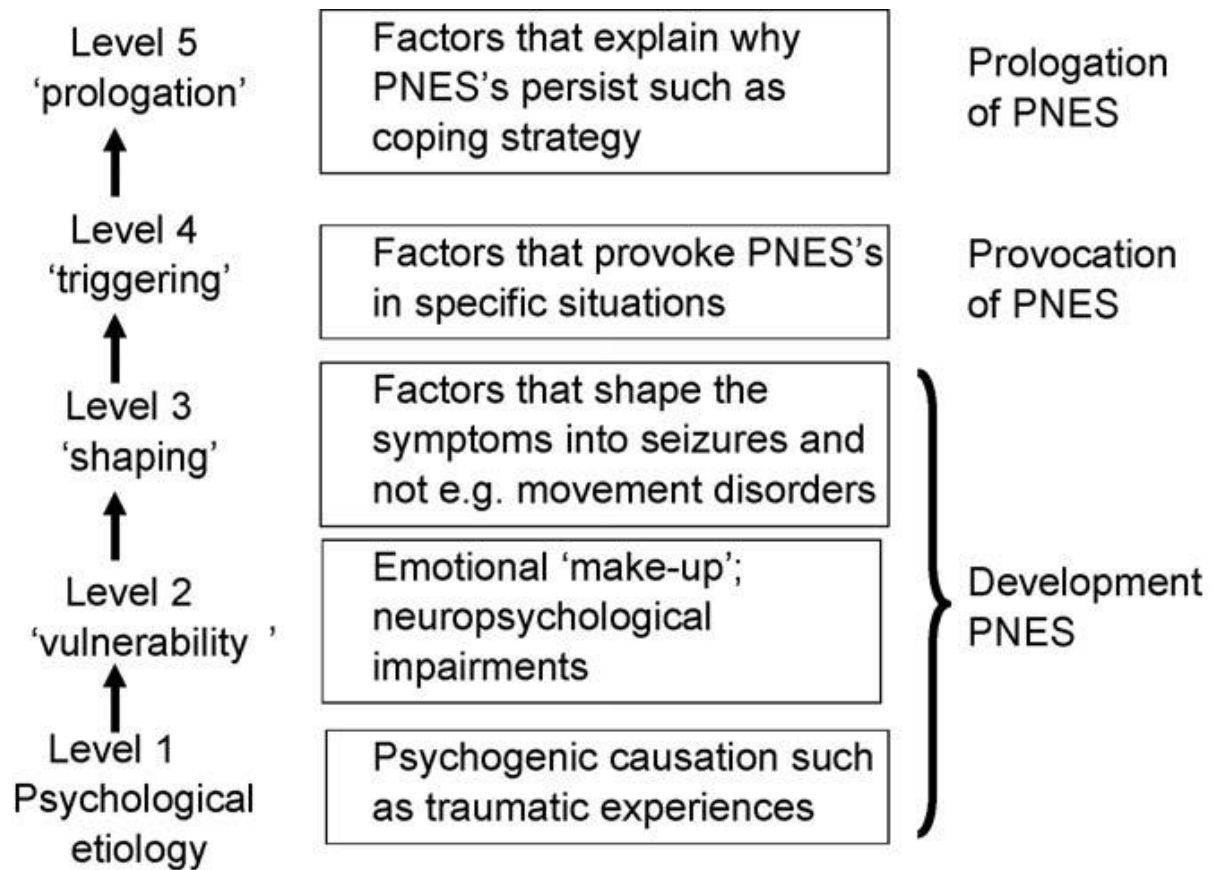 Level 5
‘prologation’
Factors that explain why
PNES’s persist such as
coping strategy
Prologation
of PNES
Level 4
‘triggering’
Factors that provoke PNES’s
in specific situations
Provocation
of PNES
Level 3
‘shaping’
Factors that shape the
symptoms into seizures and
not e.g. movement disorders
Level 2
‘vulnerability ’
Emotional ‘make-up’;
neuropsychological
impairments
Development
PNES
Level 1
Psychological
etiology
Psychogenic causation such
as traumatic experiences